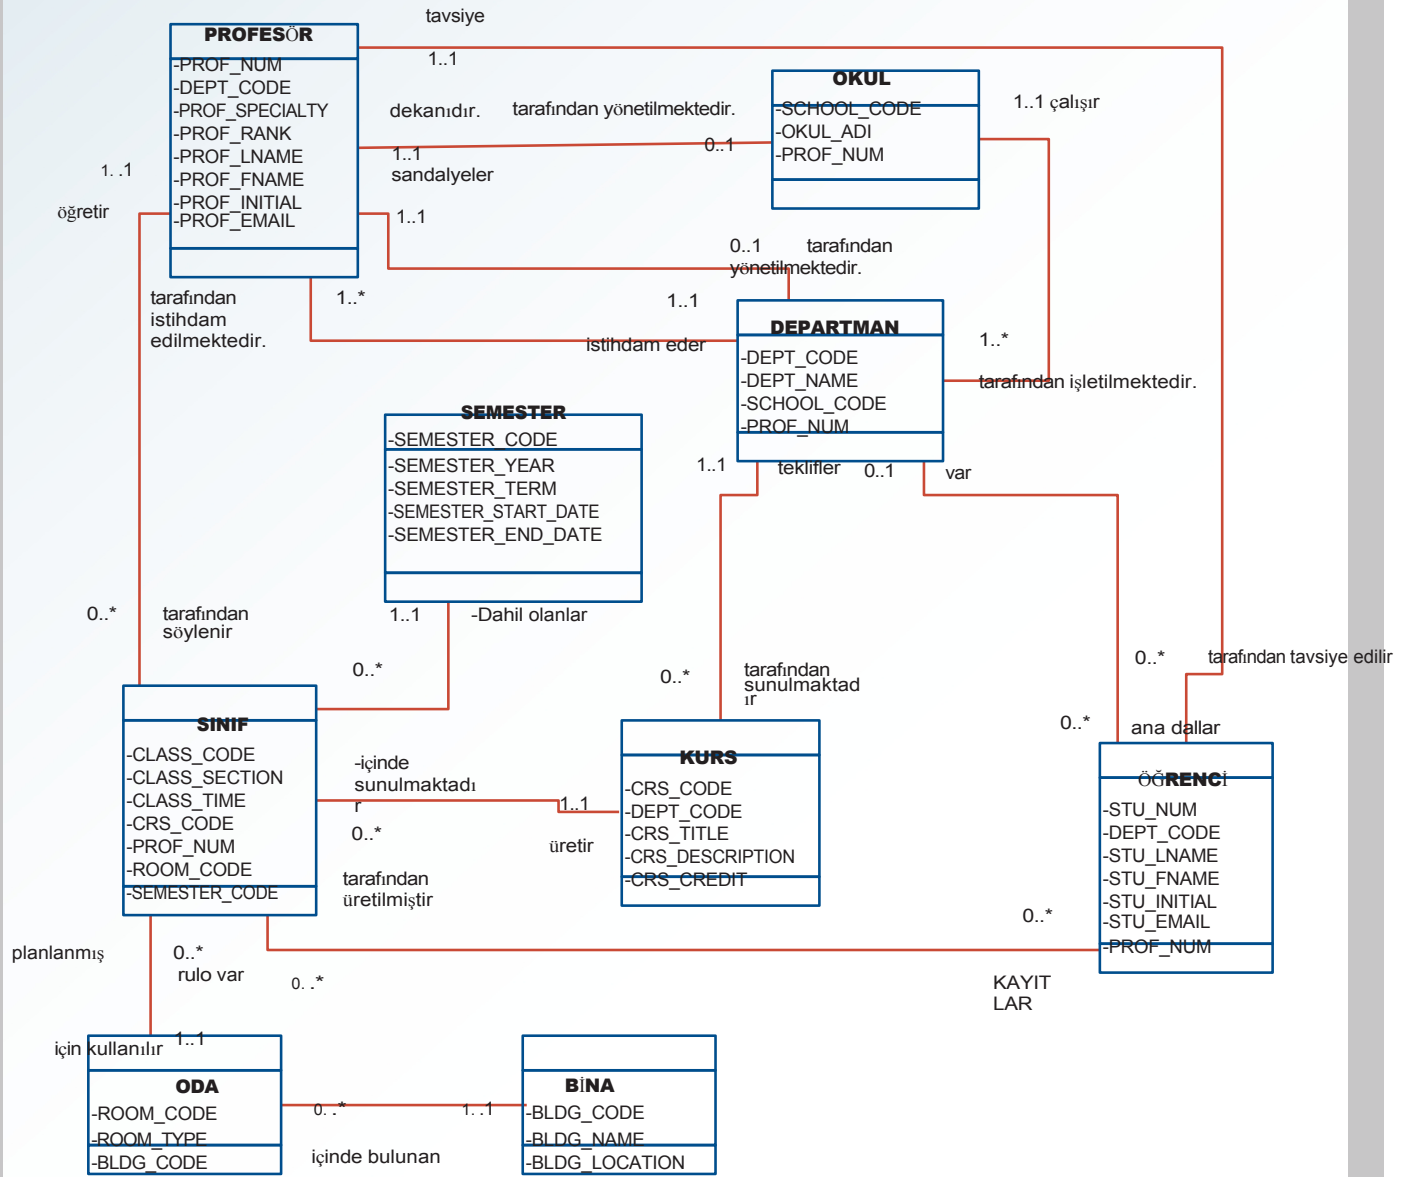 tavsiye
PROFESÖR
1..1
-PROF_NUM
-DEPT_CODE
-PROF_SPECIALTY
-PROF_RANK
-PROF_LNAME
-PROF_FNAME
-PROF_INITIAL
-PROF_EMAIL
dekanıdır.
tarafından yönetilmektedir.
1..1
sandalyeler
0..1
OKUL
-SCHOOL_CODE
-OKUL_ADI
-PROF_NUM
1..1 çalışır
1. .1
öğretir
1..1
0..1 tarafından
yönetilmektedir.
tarafından
istihdam
edilmektedir.
1..*
1..1
istihdam eder
DEPARTMAN
-DEPT_CODE
-DEPT_NAME
-SCHOOL_CODE
-PROF_NUM
1..*
tarafından işletilmektedir.
SEMESTER
-SEMESTER_CODE
-SEMESTER_YEAR
-SEMESTER_TERM
-SEMESTER_START_DATE
-SEMESTER_END_DATE
1..1
teklifler
0..1
var
0..*
tarafından
söylenir
1..1
-Dahil olanlar
0..*
0..*
tarafından
sunulmaktad
ır
0..*
tarafından tavsiye edilir
0..*
ana dallar
SINIF
-CLASS_CODE
-CLASS_SECTION
-CLASS_TIME
-CRS_CODE
-PROF_NUM
-ROOM_CODE
-SEMESTER_CODE
-içinde
sunulmaktadı
r
0..*
1..1
üretir
tarafından
üretilmiştir
KURS
-CRS_CODE
-DEPT_CODE
-CRS_TITLE
-CRS_DESCRIPTION
-CRS_CREDIT
ÖĞRENCİ
-STU_NUM
-DEPT_CODE
-STU_LNAME
-STU_FNAME
-STU_INITIAL
-STU_EMAIL
-PROF_NUM
0..*
planlanmış
0..*
rulo var
0. .*
KAYIT
LAR
için kullanılır
1..1
ODA
-ROOM_CODE
-ROOM_TYPE
-BLDG_CODE
0. .*
1. .1
içinde bulunan
BİNA
-BLDG_CODE
-BLDG_NAME
-BLDG_LOCATION